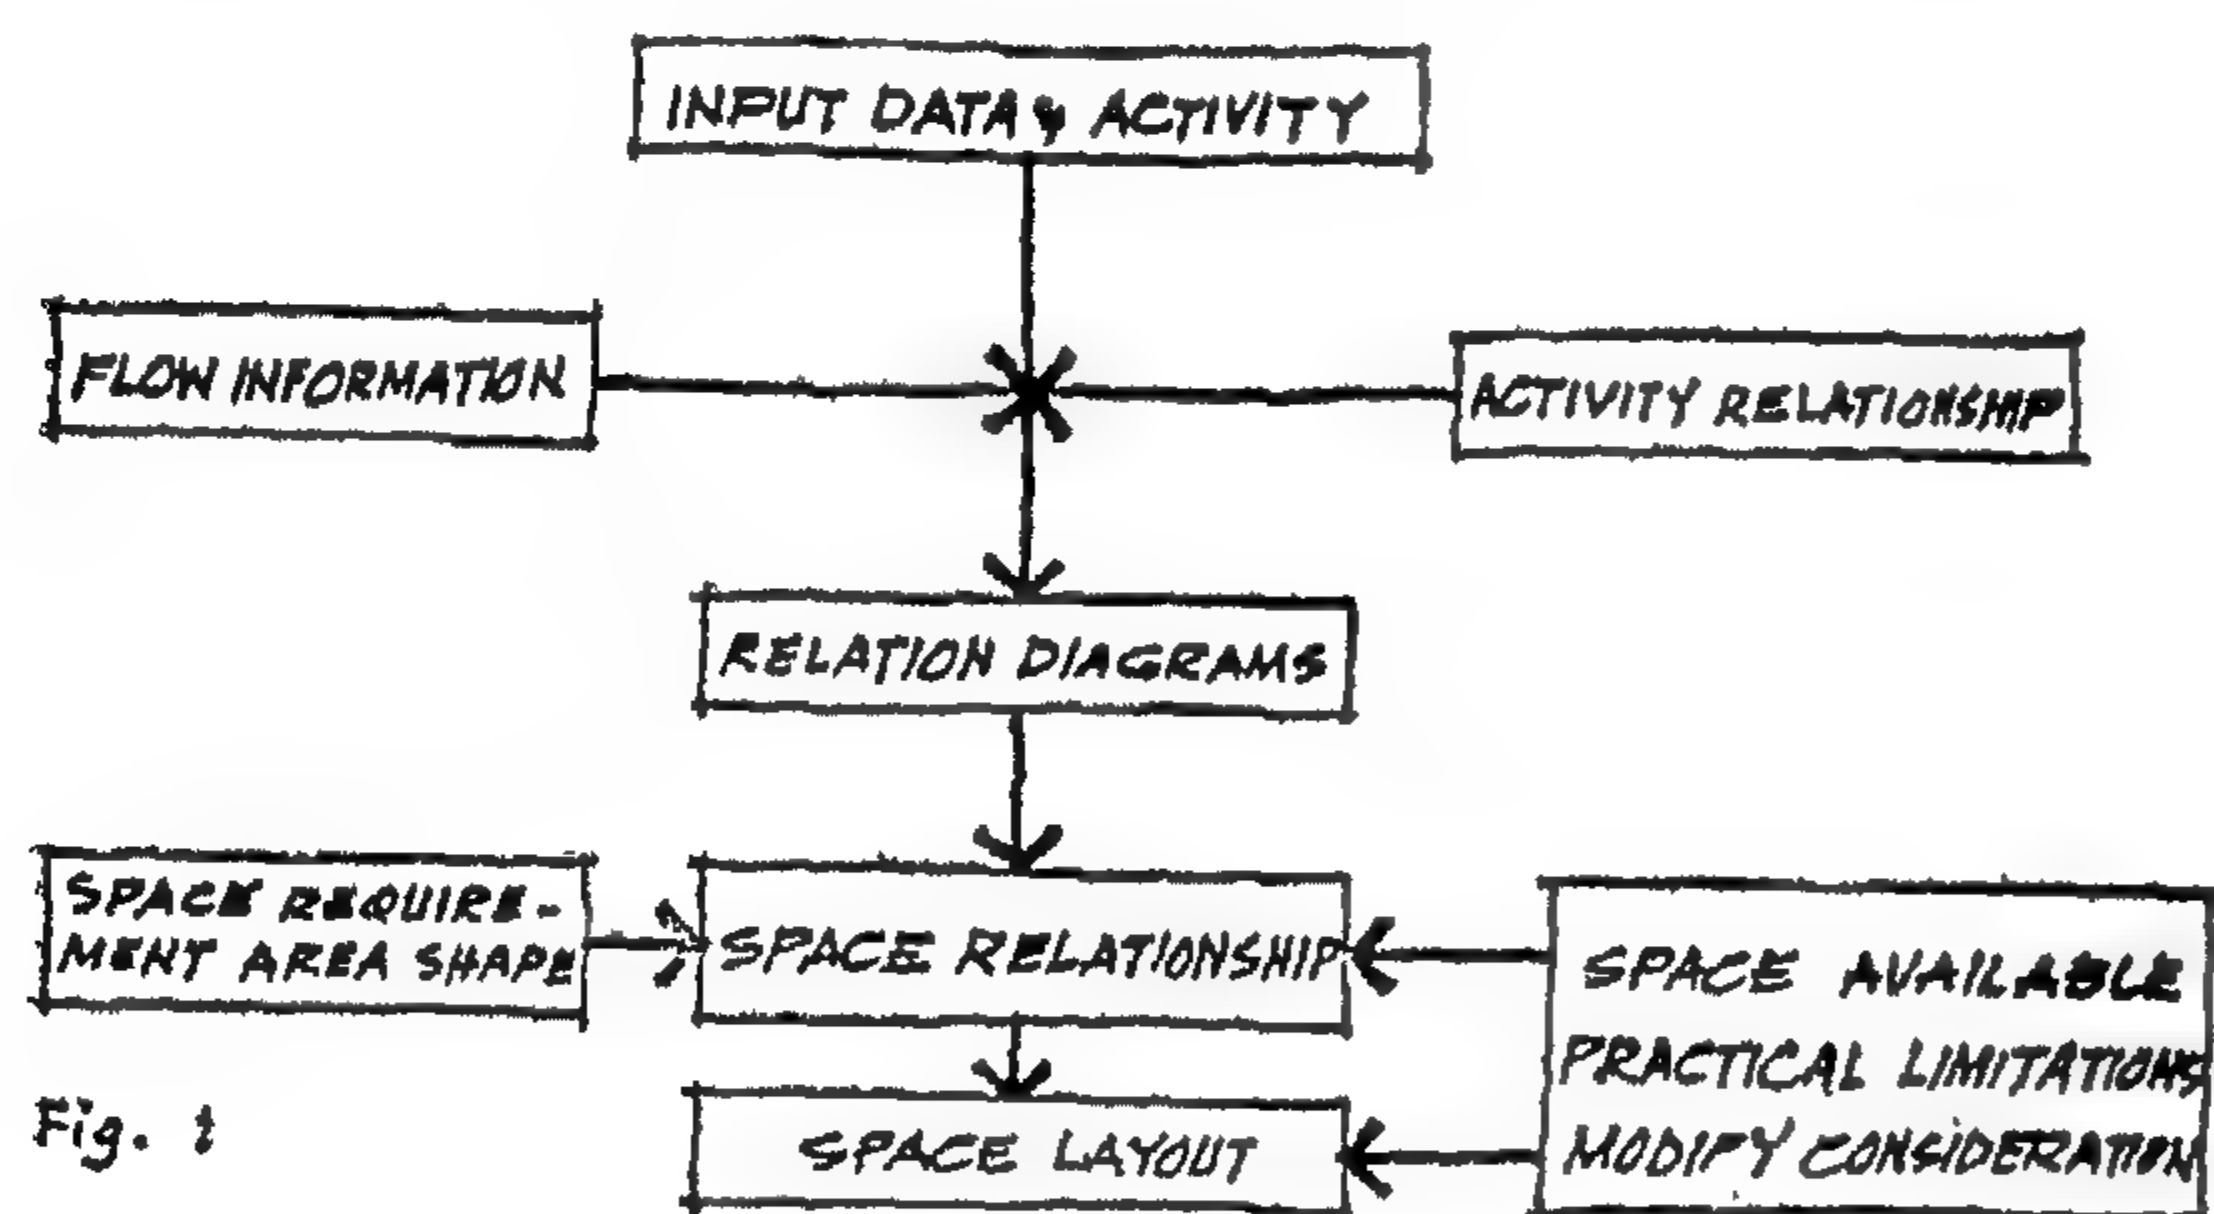 INPUT DATA & ACTIVITY
FLOW INFORMATION
ACTIVITY RELATIONSHIP
RELATION DIAGRAMS
SPACE REQUIRE-
MENT AREA SHAPE
SPACE RELATIONSHIP
SPACE AVAILABLE
PRACTICAL LIMITATIONS
MODIFY CONSIDERATION
SPACE LAYOUT
Fig. 1